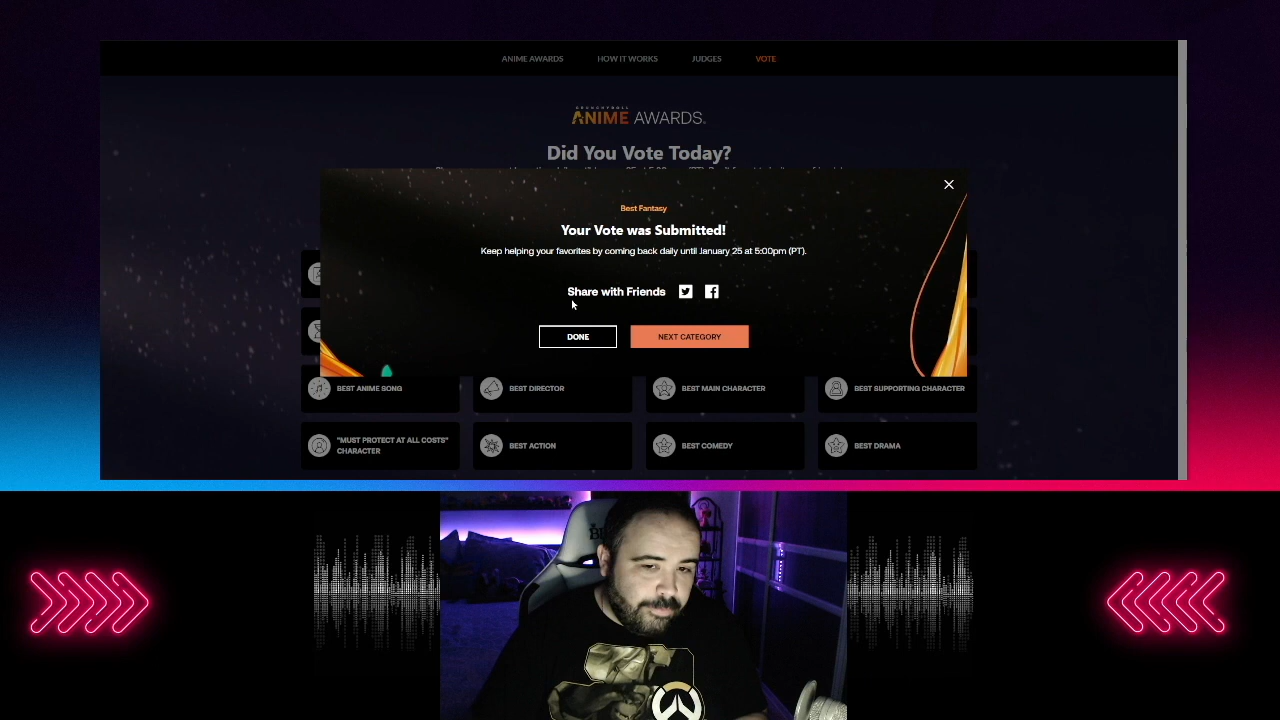 ANIME AWARDS HOW IT WORKS JUDGES VOTE
CRUNCHYROLL
ANIME AWARDS
Did You Vote Today?
Best Fantasy
Your Vote was Submitted!
Keep helping your favorites by coming back daily until January 25 at 5:00pm (PT).
Share with Friends
DONE NEXT CATEGORY
BEST ANIME SONG BEST DIRECTOR BEST MAIN CHARACTER BEST SUPPORTING CHARACTER
"MUST PROTECT AT ALL COSTS"
CHARACTER
BEST ACTION BEST COMEDY BEST DRAMA